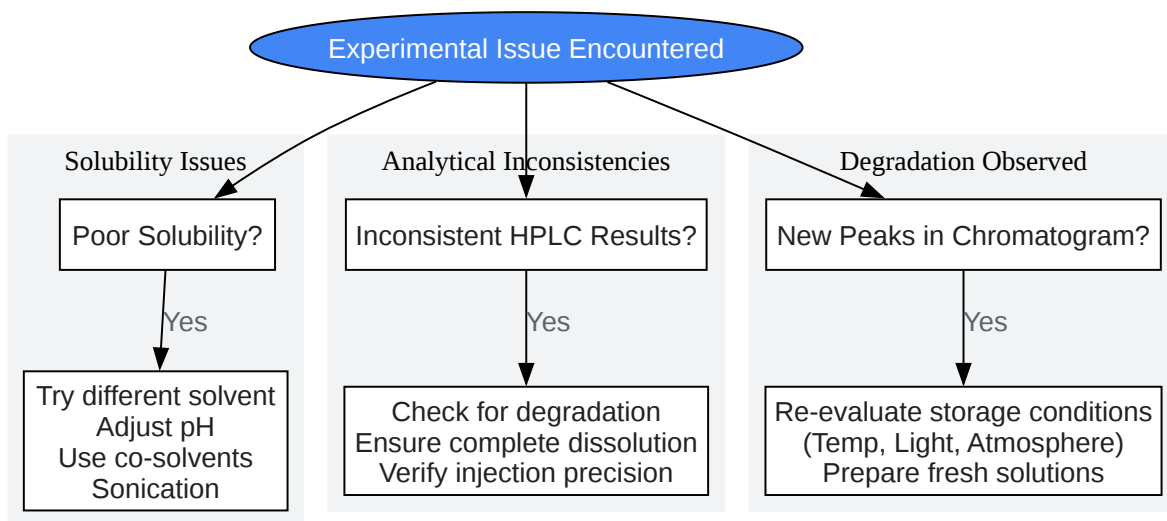 Experimental Issue Encountered
Solubility Issues
Analytical Inconsistencies
Degradation Observed
Poor Solubility?
Inconsistent HPLC Results?
New Peaks in Chromatogram?
Yes
Yes
Yes
Try different solvent
Adjust pH
Use co-solvents
Sonication
Check for degradation
Ensure complete dissolution
Verify injection precision
Re-evaluate storage conditions
(Temp, Light, Atmosphere)
Prepare fresh solutions